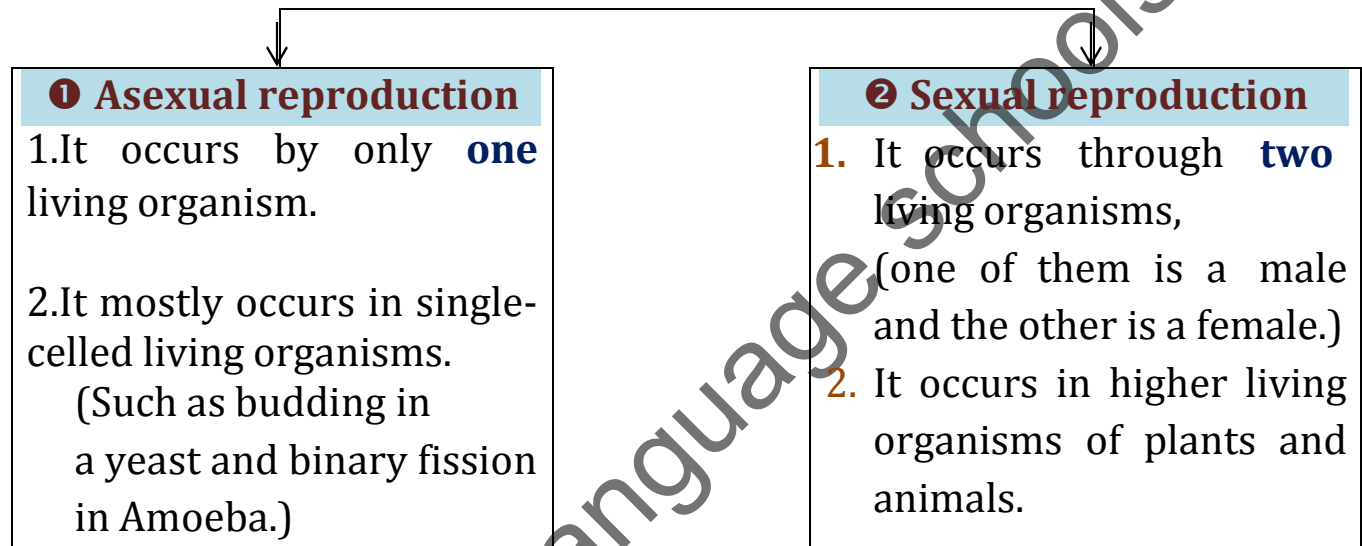 ❶ Asexual reproduction
1.It occurs by only one
living organism.
2.It mostly occurs in single-
celled living organisms.
(Such as budding in
a yeast and binary fission
in Amoeba.)
❷ Sexual reproduction
1. It occurs through two
living organisms,
(one of them is a male
and the other is a female.)
2. It occurs in higher living
organisms of plants and
animals.
anguage schools